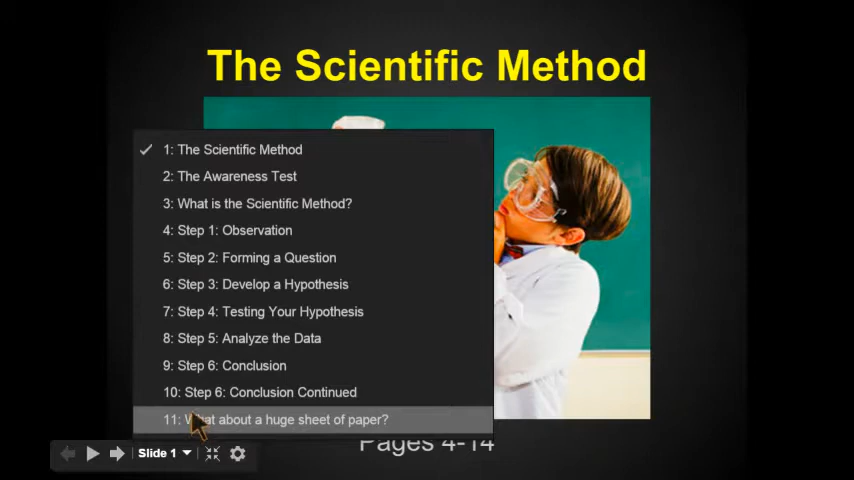 The Scientific Method
1: The Scientific Method
2: The Awareness Test
3: What is the Scientific Method?
4: Step 1: Observation
5: Step 2: Forming a Question
6: Step 3: Develop a Hypothesis
7: Step 4: Testing Your Hypothesis
8: Step 5: Analyze the Data
9: Step 6: Conclusion
10: Step 6: Conclusion Continued
11: What about a huge sheet of paper?
Pages 4-14
Slide 1